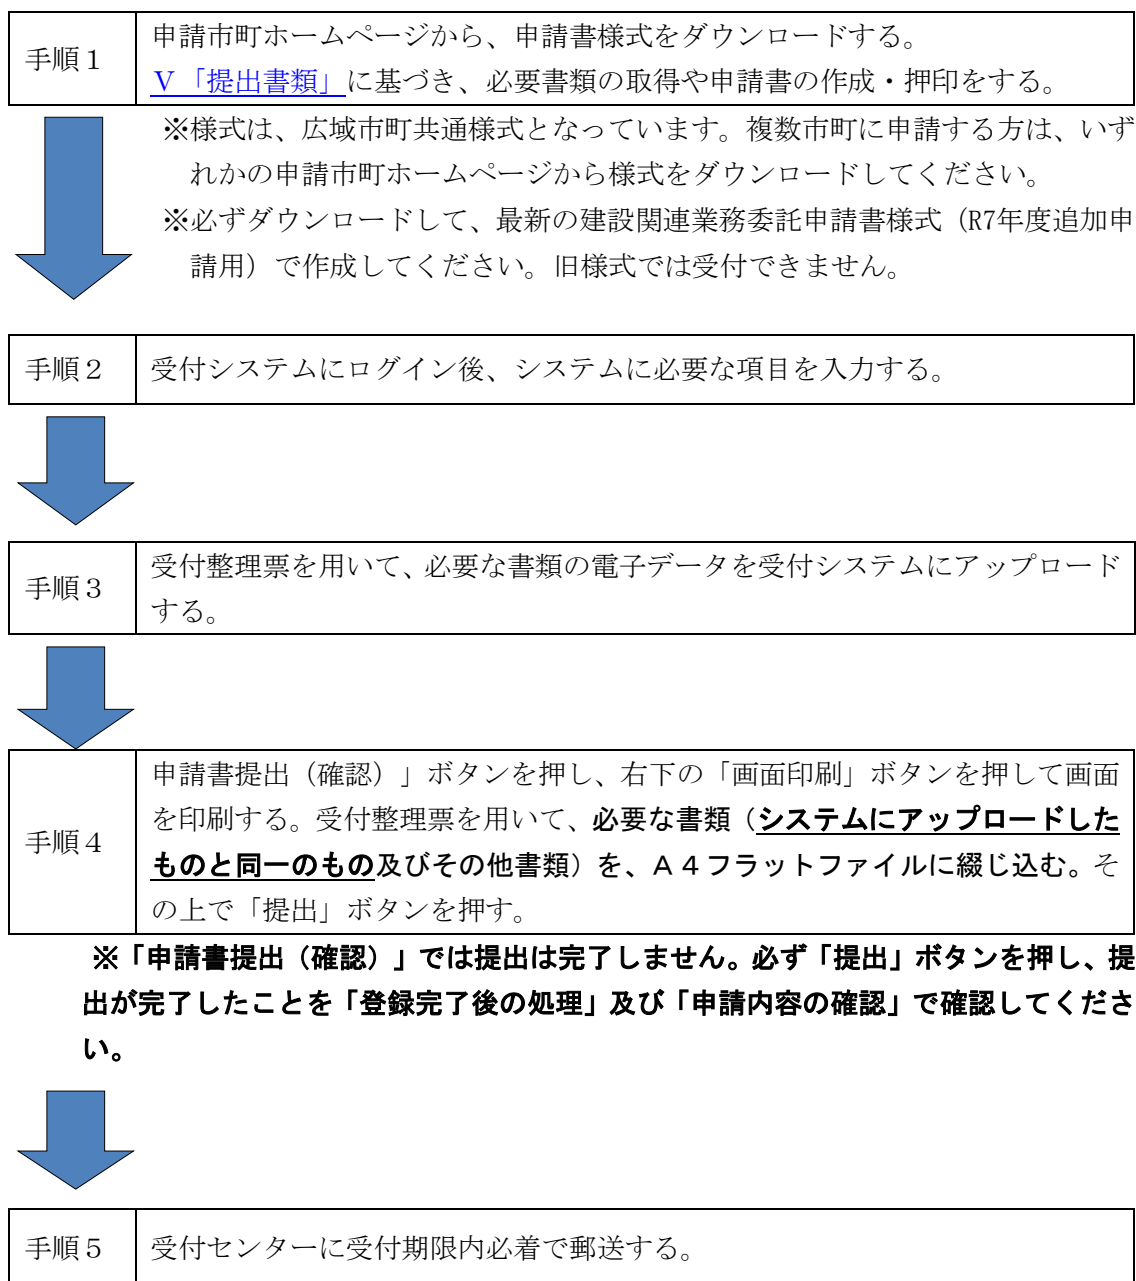 手順１
申請市町ホームページから、申請書様式をダウンロードする。
Ⅴ「提出書類」に基づき、必要書類の取得や申請書の作成・押印をする。
※様式は、広域市町共通様式となっています。複数市町に申請する方は、いず
れかの申請市町ホームページから様式をダウンロードしてください。
※必ずダウンロードして、最新の建設関連業務委託申請書様式（R7年度追加申
請用）で作成してください。旧様式では受付できません。
手順２
受付システムにログイン後、システムに必要な項目を入力する。
手順３
受付整理票を用いて、必要な書類の電子データを受付システムにアップロード
する。
手順４
申請書提出（確認）」ボタンを押し、右下の「画面印刷」ボタンを押して画面
を印刷する。受付整理票を用いて、必要な書類（システムにアップロードした
ものと同一のもの及びその他書類）を、Ａ４フラットファイルに綴じ込む。そ
の上で「提出」ボタンを押す。
※「申請書提出（確認）」では提出は完了しません。必ず「提出」ボタンを押し、提
出が完了したことを「登録完了後の処理」及び「申請内容の確認」で確認してくださ
い。
手順５
受付センターに受付期限内必着で郵送する。